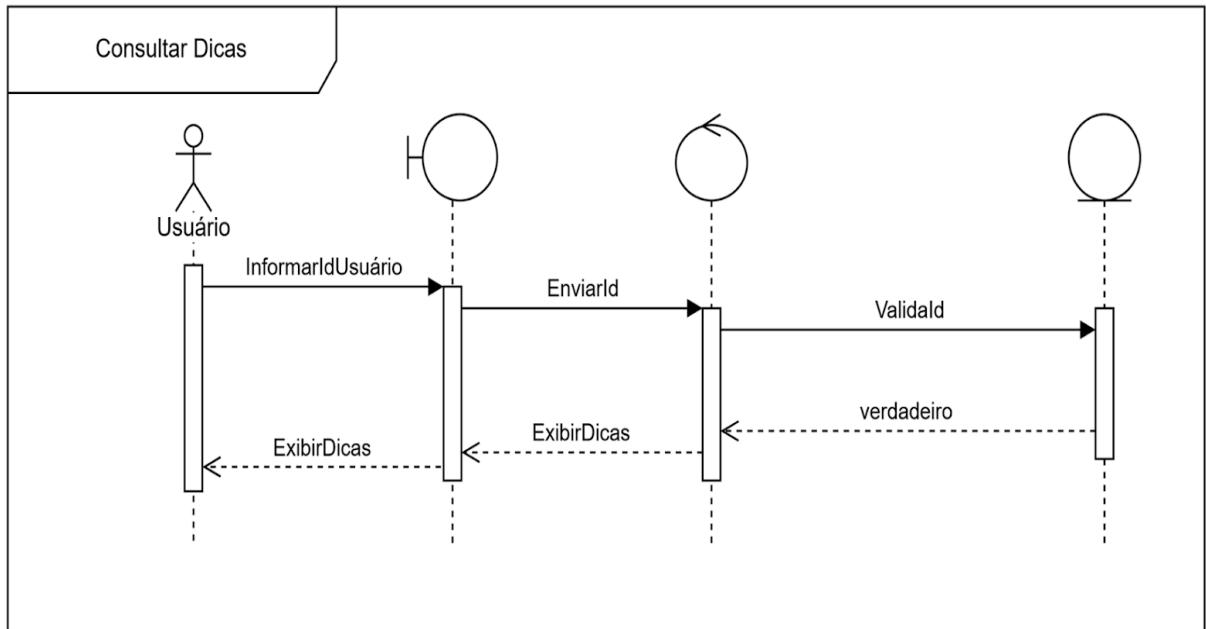 Consultar Dicas
Usuário
InformarIdUsuário
EnviarId
ValidaId
verdadeiro
ExibirDicas
ExibirDicas